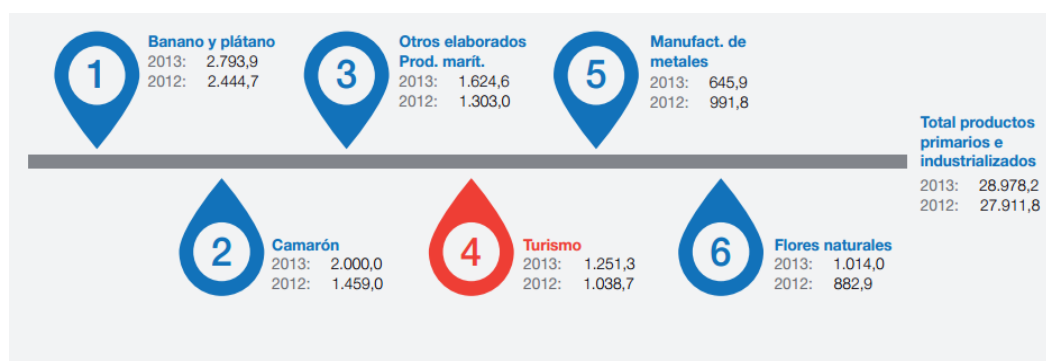 1
Banano y plátano
2013: 2.793,9
2012: 2.444,7
3
Otros elaborados
Prod. marít.
2013: 1.624,6
2012: 1.303,0
5
Manufact. de
metales
2013: 645,9
2012: 991,8
Total productos
primarios e
industrializados
2013: 28.978,2
2012: 27.911,8
2
Camarón
2013: 2.000,0
2012: 1.459,0
4
Turismo
2013: 1.251,3
2012: 1.038,7
6
Flores naturales
2013: 1.014,0
2012: 882,9